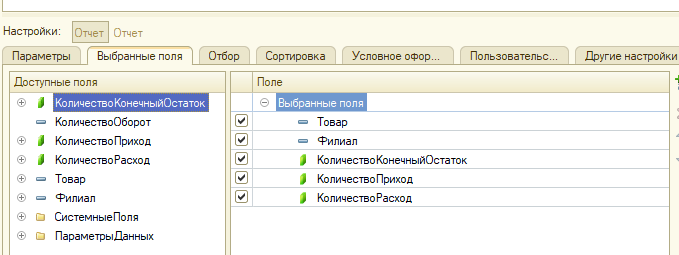 Настройки: Отчет Отчет
Параметры Выбранные поля Отбор Сортировка Условное офор... Пользовательс... Другие настройки
Доступные поля
КоличествоКонечныйОстаток
КоличествоОборот
КоличествоПриход
КоличествоРасход
Товар
Филиал
СистемныеПоля
ПараметрыДанных
Поле
Выбранные поля
Товар
Филиал
КоличествоКонечныйОстаток
КоличествоПриход
КоличествоРасход